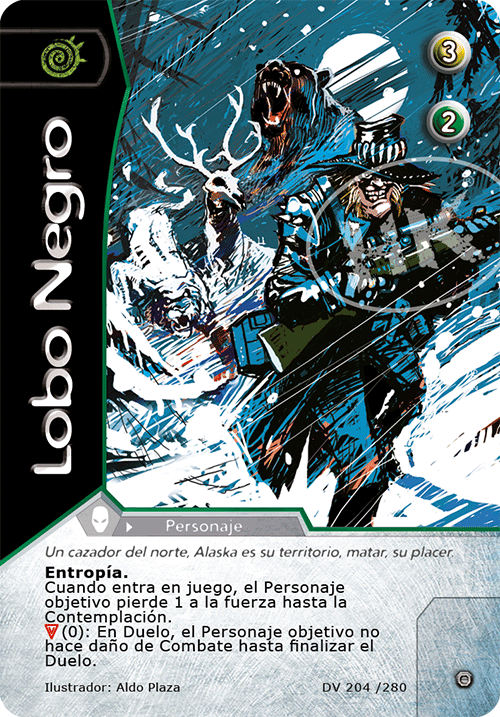 3
2
Lobo Negro
Personaje
Un cazador del norte, Alaska es su territorio, matar, su placer.
Entropía.
Cuando entra en juego, el Personaje
objetivo pierde 1 a la fuerza hasta la
Contemplación.
(0): En Duelo, el Personaje objetivo no
hace daño de Combate hasta finalizar el
Duelo.
Ilustrador: Aldo Plaza
DV 204 /280